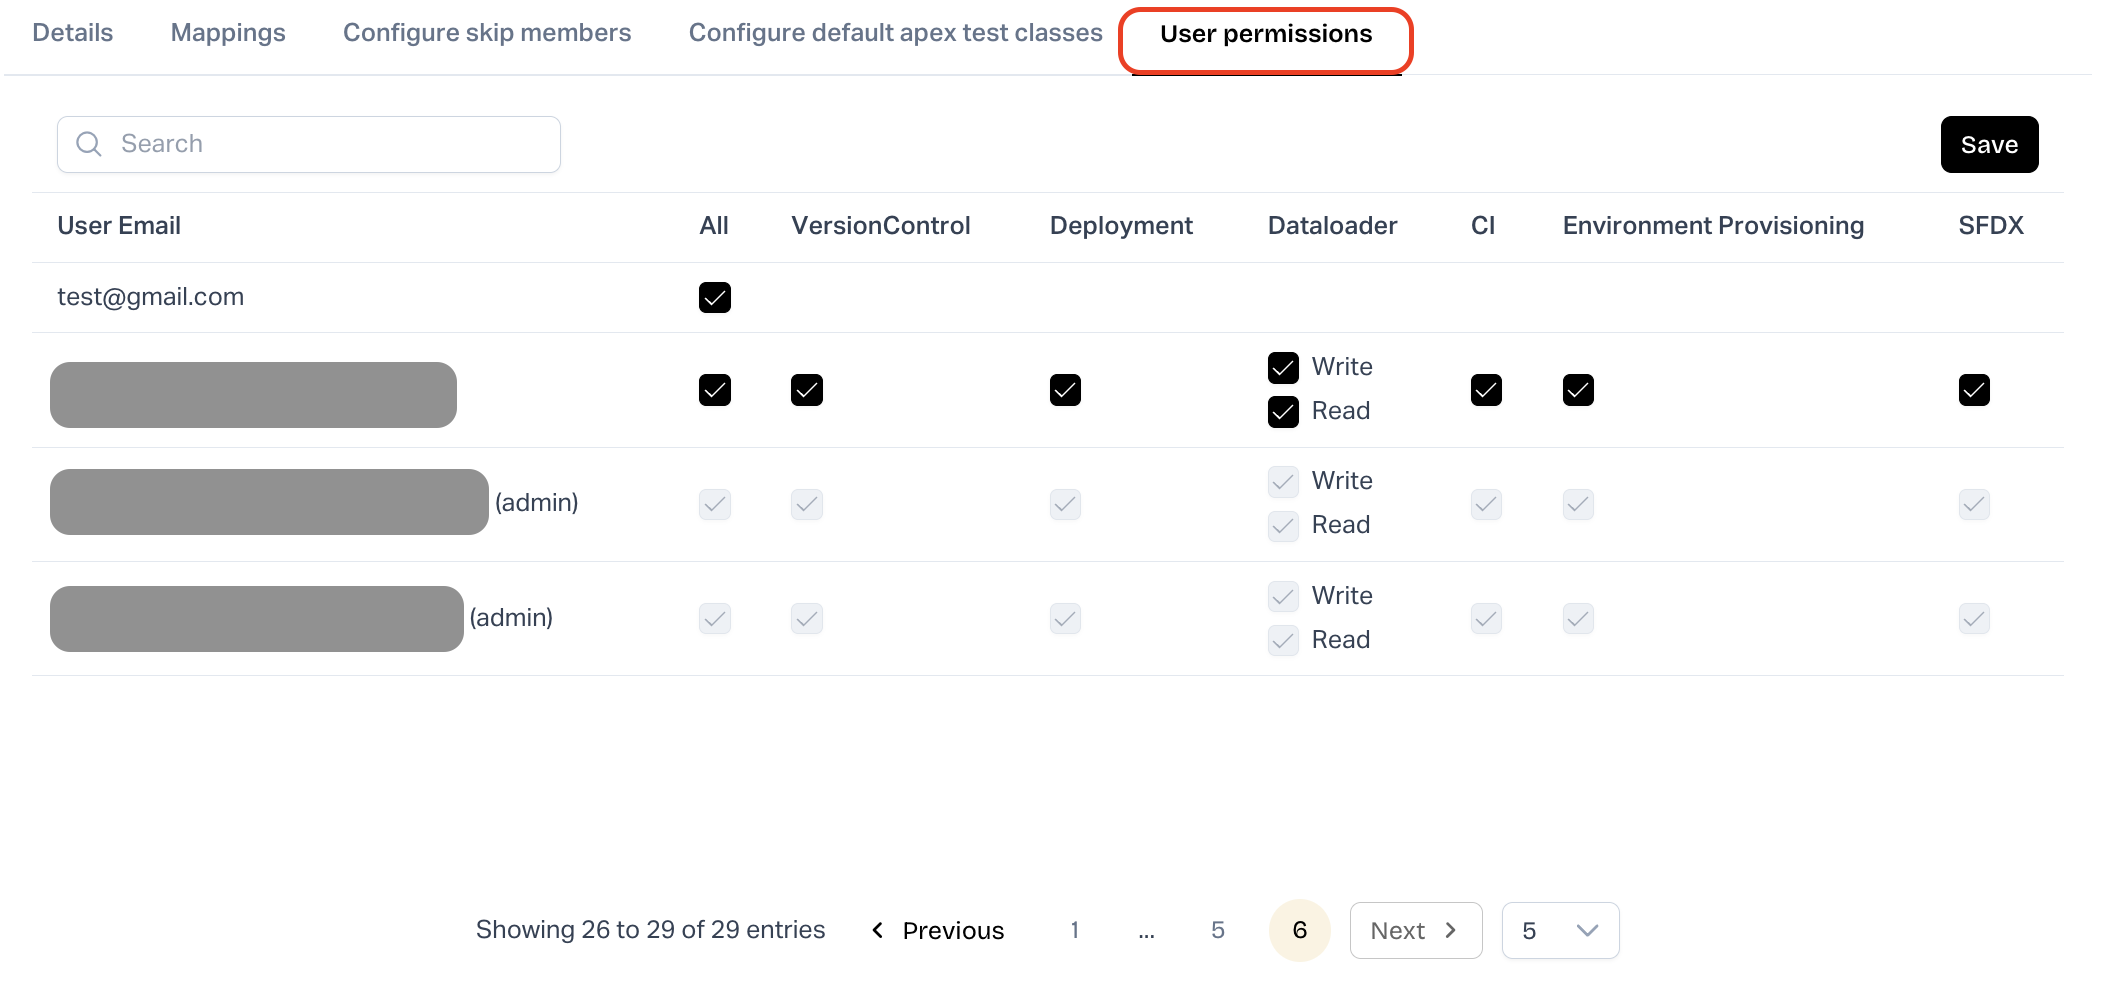 Details Mappings Configure skip members Configure default apex test classes User permissions
Search Save
User Email All VersionControl Deployment Dataloader CI Environment Provisioning SFDX
test@gmail.com
Write
Read
(admin) Write
Read
(admin) Write
Read
Showing 26 to 29 of 29 entries Previous 1 ... 5 6 Next 5